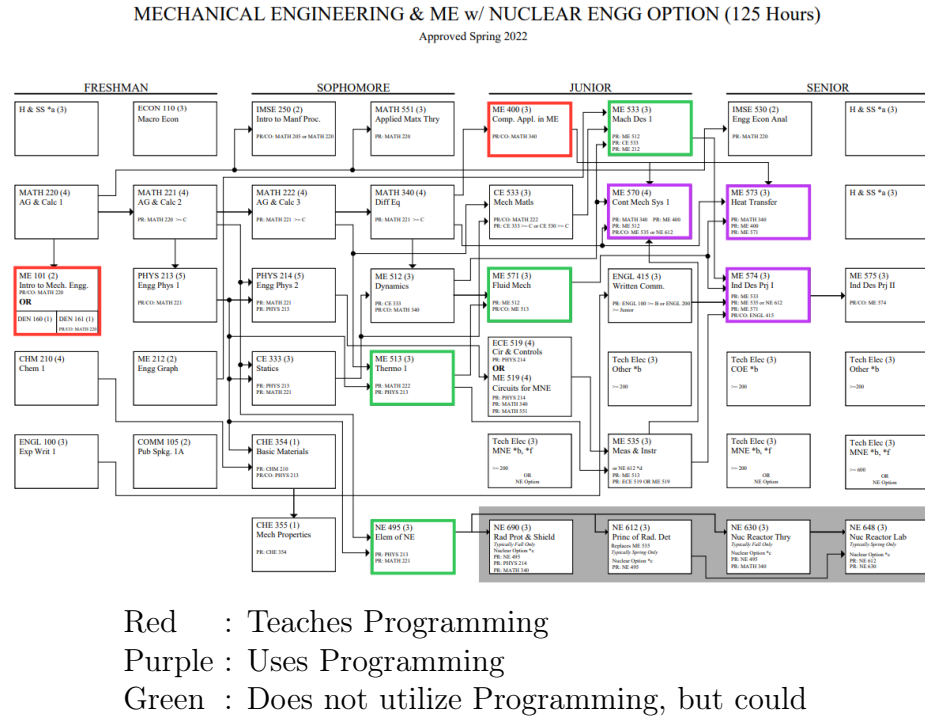 MECHANICAL ENGINEERING & ME w/ NUCLEAR ENGG OPTION (125 Hours)
Approved Spring 2022
FRESHMAN
SOPHOMORE
JUNIOR
SENIOR
H & SS *a (3)
ECON 110 (3)
Macro Econ
IMSE 250 (2)
Intro to Manf Proc.
PR/CO: MATH 205 or MATH 220
MATH 551 (3)
Applied Matx Thry
PR/CO: MATH 220
ME 400 (3)
Comp. Appl. in ME
PR/CO: MATH 340
ME 533 (3)
Mach Des 1
PR: ME 512
PR: CE 533
PR: ME 212
IMSE 530 (2)
Engg Econ Anal
PR: MATH 220
H & SS *a (3)
MATH 220 (4)
AG & Calc 1
MATH 221 (4)
AG & Calc 2
PR: MATH 220 >= C
MATH 222 (4)
AG & Calc 3
PR: MATH 221 >= C
MATH 340 (4)
Diff Eq
PR: MATH 221 >= C
CE 533 (3)
Mech Matls
PR/CO: MATH 222
PR: CE 333 >= C or CE 530 >= C
ME 570 (4)
Cont Mech Sys 1
PR: MATH 340 PR: ME 400
PR: ME 512
PR/CO: ME 535 or NE 612
ME 573 (3)
Heat Transfer
PR: MATH 340
PR: ME 400
PR: ME 571
H & SS *a (3)
ME 101 (2)
Intro to Mech. Engg.
PR/CO: MATH 220
OR
DEN 160 (1)
DEN 161 (1)
PR/CO: MATH 220
PHYS 213 (5)
Engg Phys 1
PR/CO: MATH 221
PHYS 214 (5)
Engg Phys 2
PR: MATH 221
PR: PHYS 213
ME 512 (3)
Dynamics
PR: CE 333
PR/CO: MATH 340
ME 571 (3)
Fluid Mech
PR: ME 512
PR/CO: ME 513
ENGL 415 (3)
Written Comm.
PR: ENGL 100 >= B or ENGL 200
>= Junior
ME 574 (3)
Ind Des Prj I
PR: ME 533
PR: ME 535 or NE 612
PR: ME 571
PR/CO: ENGL 415
ME 575 (3)
Ind Des Prj II
PR/CO: ME 574
CHM 210 (4)
Chem 1
ME 212 (2)
Engg Graph
CE 333 (3)
Statics
PR: PHYS 213
PR: MATH 221
ME 513 (3)
Thermo 1
PR: MATH 222
PR: PHYS 213
ECE 519 (4)
Cir & Controls
PR: PHYS 214
OR
ME 519 (4)
Circuits for MNE
PR: PHYS 214
PR: MATH 340
PR: MATH 551
Tech Elec (3)
Other *b
>=200
Tech Elec (3)
COE *b
>=200
Tech Elec (3)
Other *b
>=200
ENGL 100 (3)
Exp Writ 1
COMM 105 (2)
Pub Spkg. 1A
CHE 354 (1)
Basic Materials
PR: CHM 210
PR/CO: PHYS 213
Tech Elec (3)
MNE *b, *f
>= 200
OR
NE Option
ME 535 (3)
Meas & Instr
or NE 612 *d
PR: ME 513
PR: ECE 519 OR ME 519
Tech Elec (3)
MNE *b, *f
>= 200
OR
NE Option
Tech Elec (3)
MNE *b, *f
>= 600
OR
NE Option
CHE 355 (1)
Mech Properties
PR: CHE 354
NE 495 (3)
Elem of NE
PR: PHYS 213
PR: MATH 221
NE 690 (3)
Rad Prot & Shield
Typically Fall Only
Nuclear Option *c
PR: NE 495
PR: PHYS 214
PR: MATH 340
NE 612 (3)
Princ of Rad. Det
Replaces ME 535
Typically Spring Only
Nuclear Option *c
PR: NE 495
NE 630 (3)
Nuc Reactor Thry
Typically Fall Only
Nuclear Option *c
PR: NE 495
PR: MATH 340
NE 648 (3)
Nuc Reactor Lab
Typically Spring Only
Nuclear Option *c
PR: NE 612
PR: NE 630
Red : Teaches Programming
Purple : Uses Programming
Green : Does not utilize Programming, but could